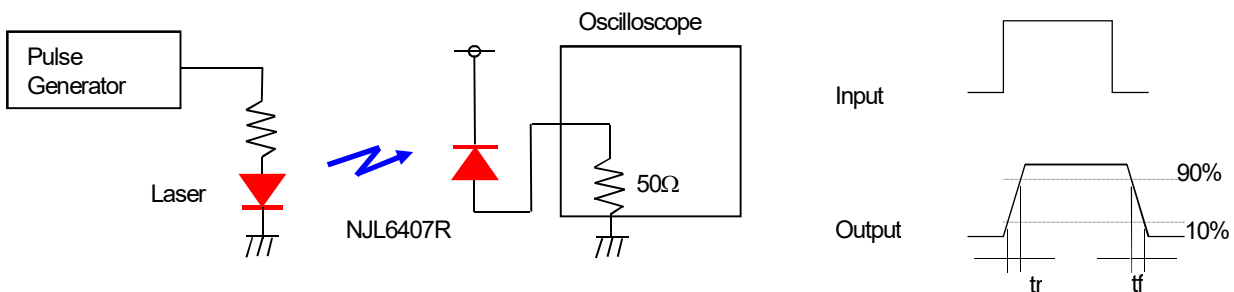 Pulse
Generator
Laser
NJL6407R
Oscilloscope
50Ω
Input
Output
90%
10%
tr
tf